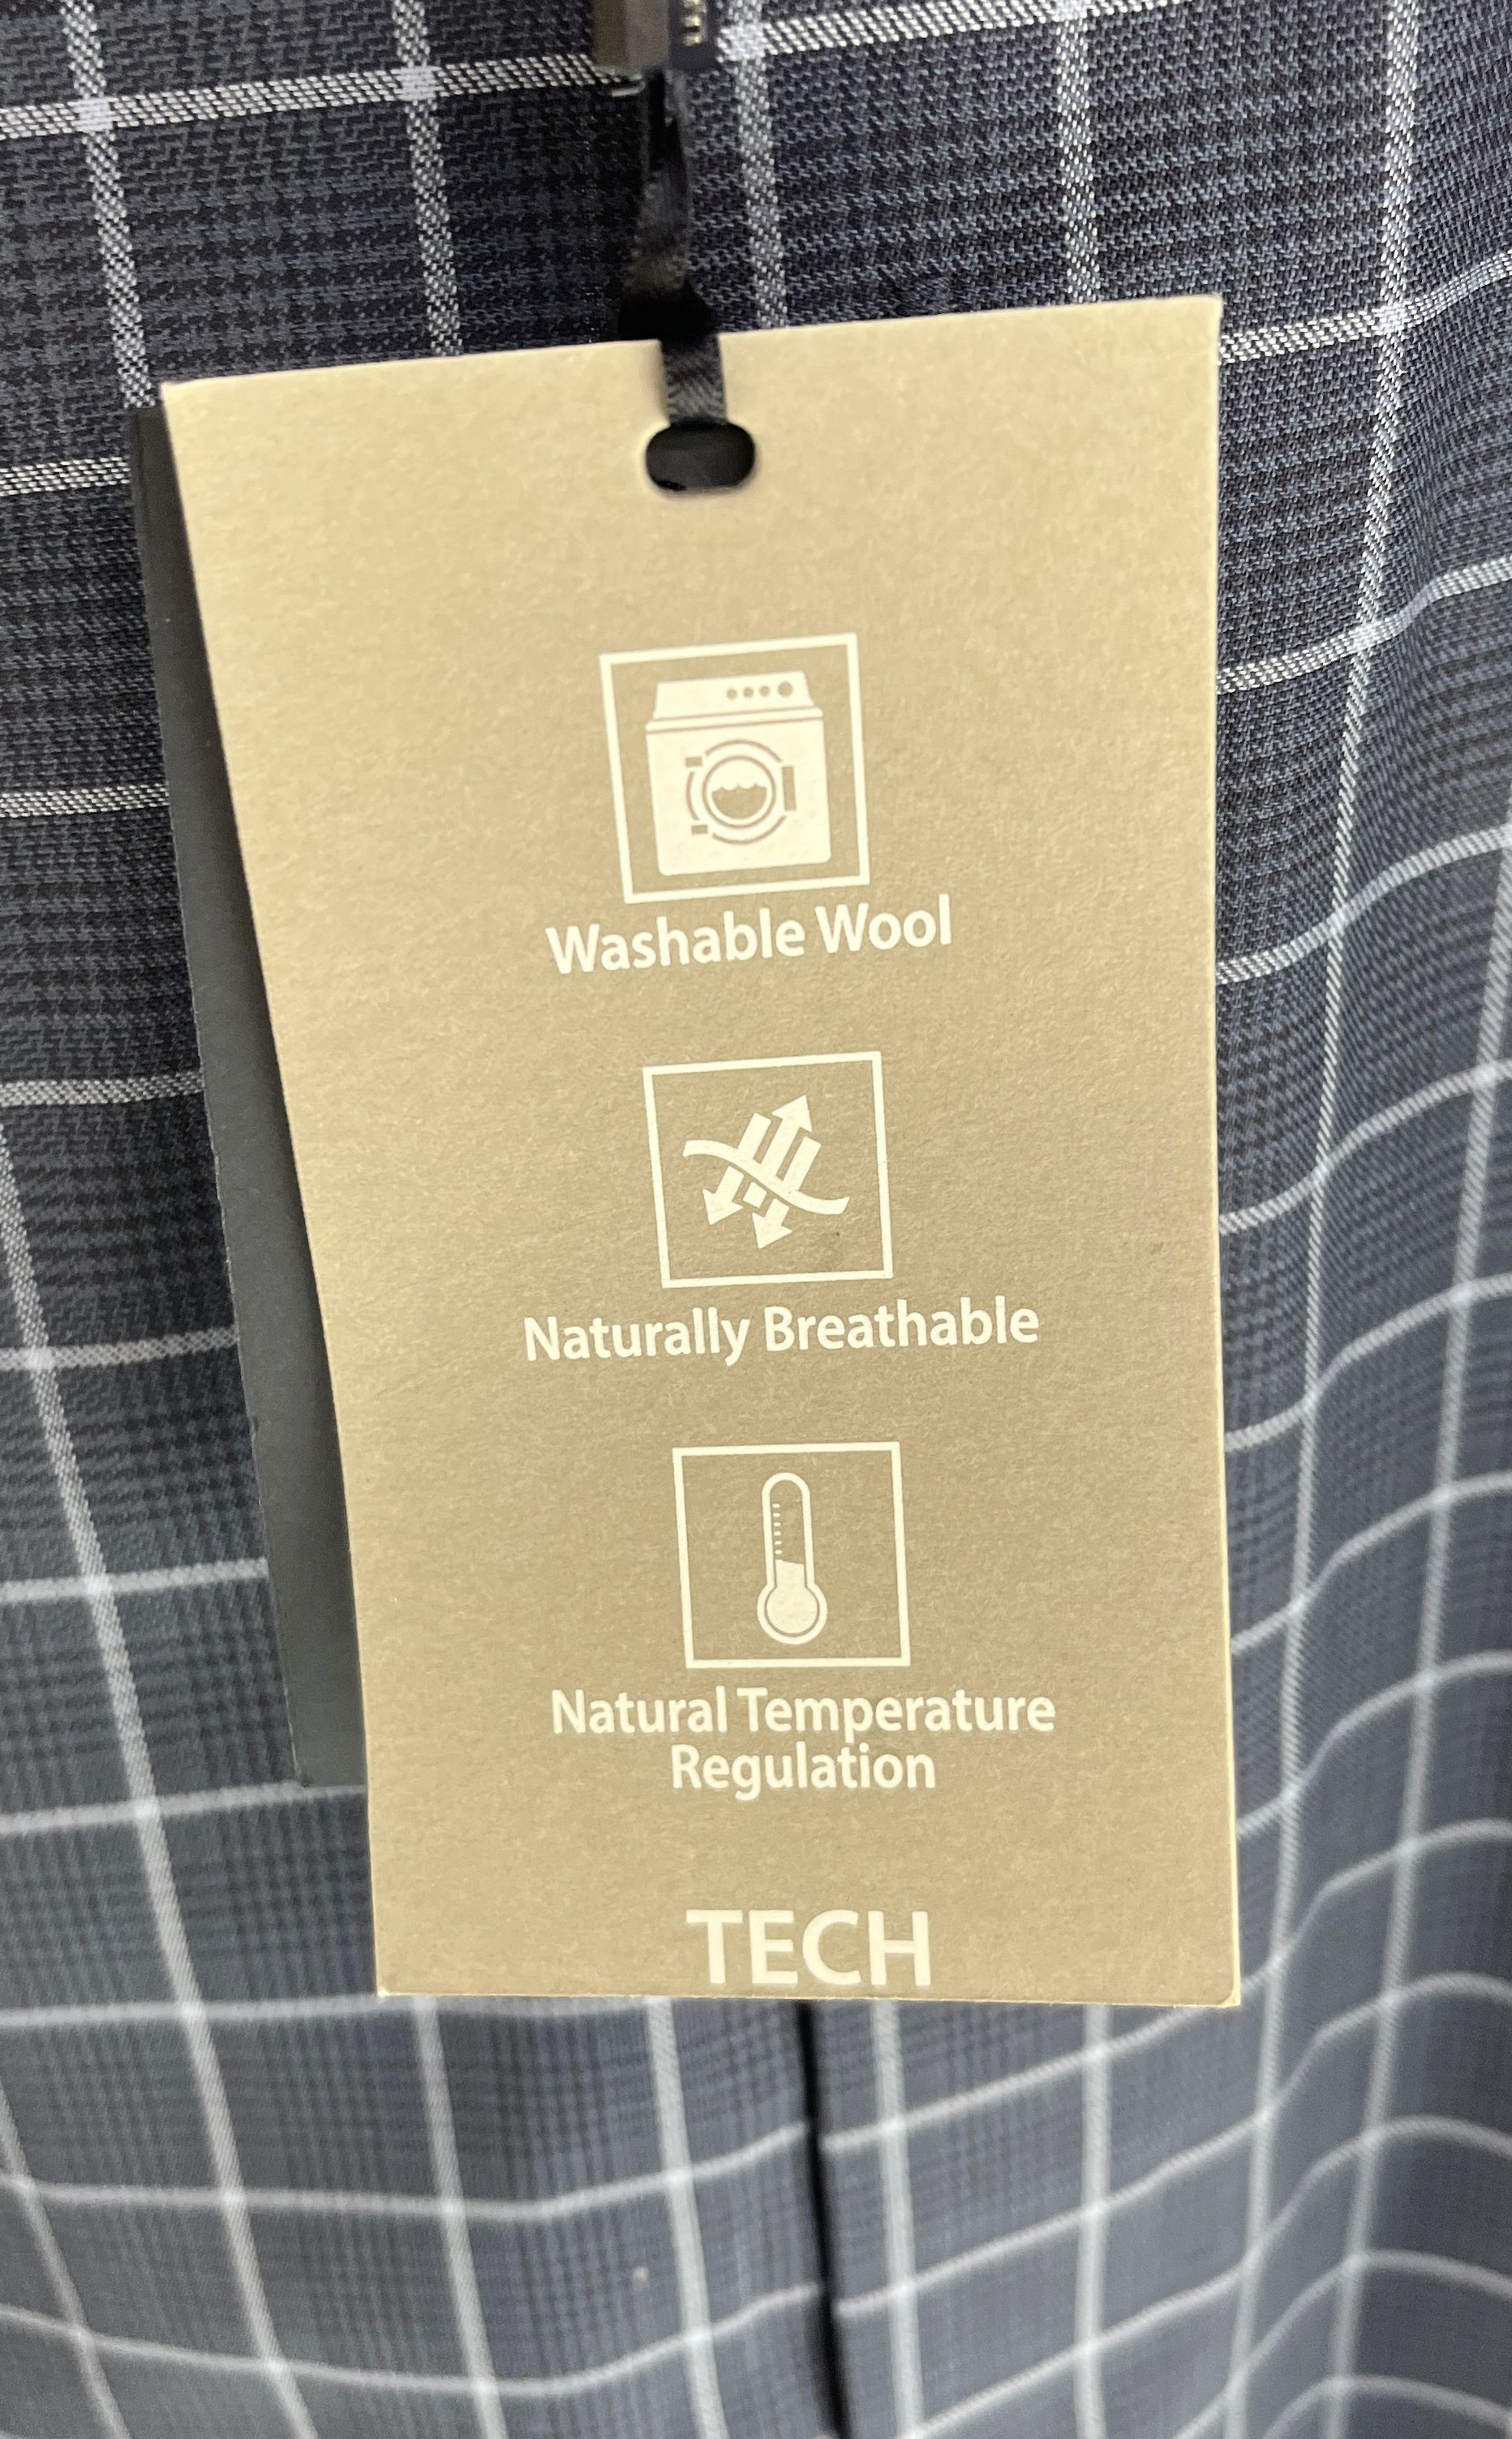 Washable Wool
Naturally Breathable
Natural Temperature
Regulation
TECH